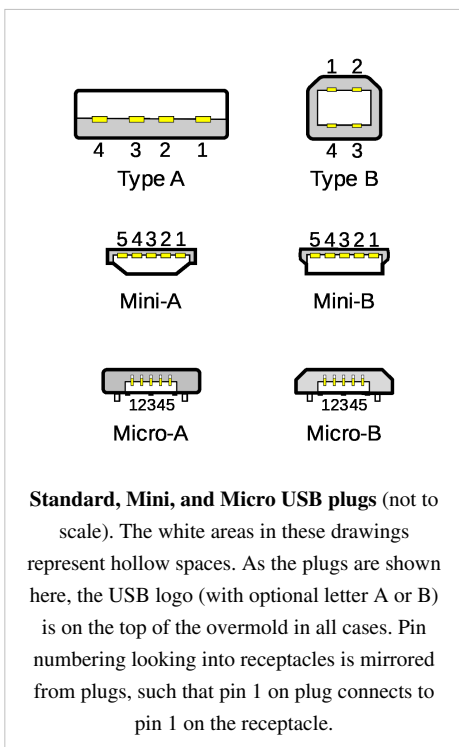 1 2
4 3 2 1
4 3
Type A
Type B
54321
54321
Mini-A
Mini-B
12345
12345
Micro-A
Micro-B
Standard, Mini, and Micro USB plugs (not to
scale). The white areas in these drawings
represent hollow spaces. As the plugs are shown
here, the USB logo (with optional letter A or B)
is on the top of the overmold in all cases. Pin
numbering looking into receptacles is mirrored
from plugs, such that pin 1 on plug connects to
pin 1 on the receptacle.